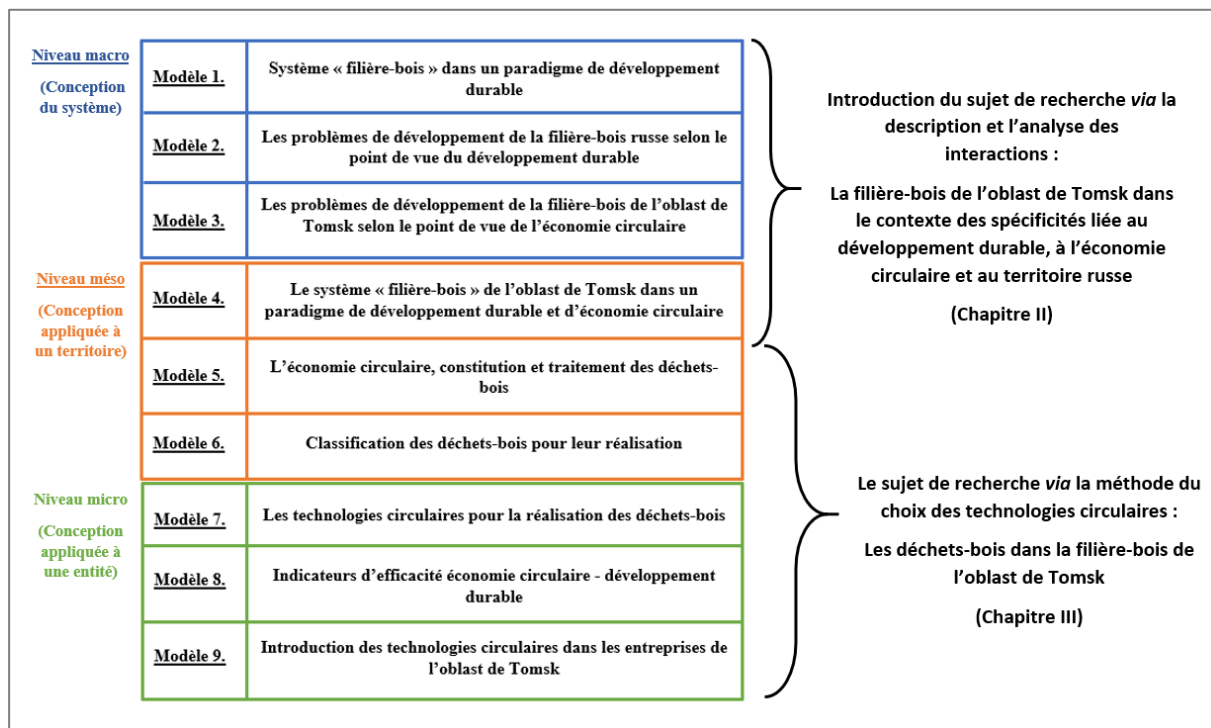 Niveau macro
(Conception
du système)
Modèle 1.
Système « filière-bois » dans un paradigme de développement
durable
Modèle 2.
Les problèmes de développement de la filière-bois russe selon le
point de vue du développement durable
Modèle 3.
Les problèmes de développement de la filière-bois de l’oblast de
Tomsk selon le point de vue de l’économie circulaire
Niveau méso
(Conception
appliquée à
un territoire)
Modèle 4.
Le système « filière-bois » de l’oblast de Tomsk dans un
paradigme de développement durable et d’économie circulaire
Modèle 5.
L’économie circulaire, constitution et traitement des déchets-
bois
Modèle 6.
Classification des déchets-bois pour leur réalisation
Niveau micro
(Conception
appliquée à
une entité)
Modèle 7.
Les technologies circulaires pour la réalisation des déchets-bois
Modèle 8.
Indicateurs d’efficacité économie circulaire - développement
durable
Modèle 9.
Introduction des technologies circulaires dans les entreprises de
l’oblast de Tomsk
Introduction du sujet de recherche via la
description et l’analyse des
interactions :
La filière-bois de l’oblast de Tomsk dans
le contexte des spécificités liée au
développement durable, à l’économie
circulaire et au territoire russe
(Chapitre II)
Le sujet de recherche via la méthode du
choix des technologies circulaires :
Les déchets-bois dans la filière-bois de
l’oblast de Tomsk
(Chapitre III)